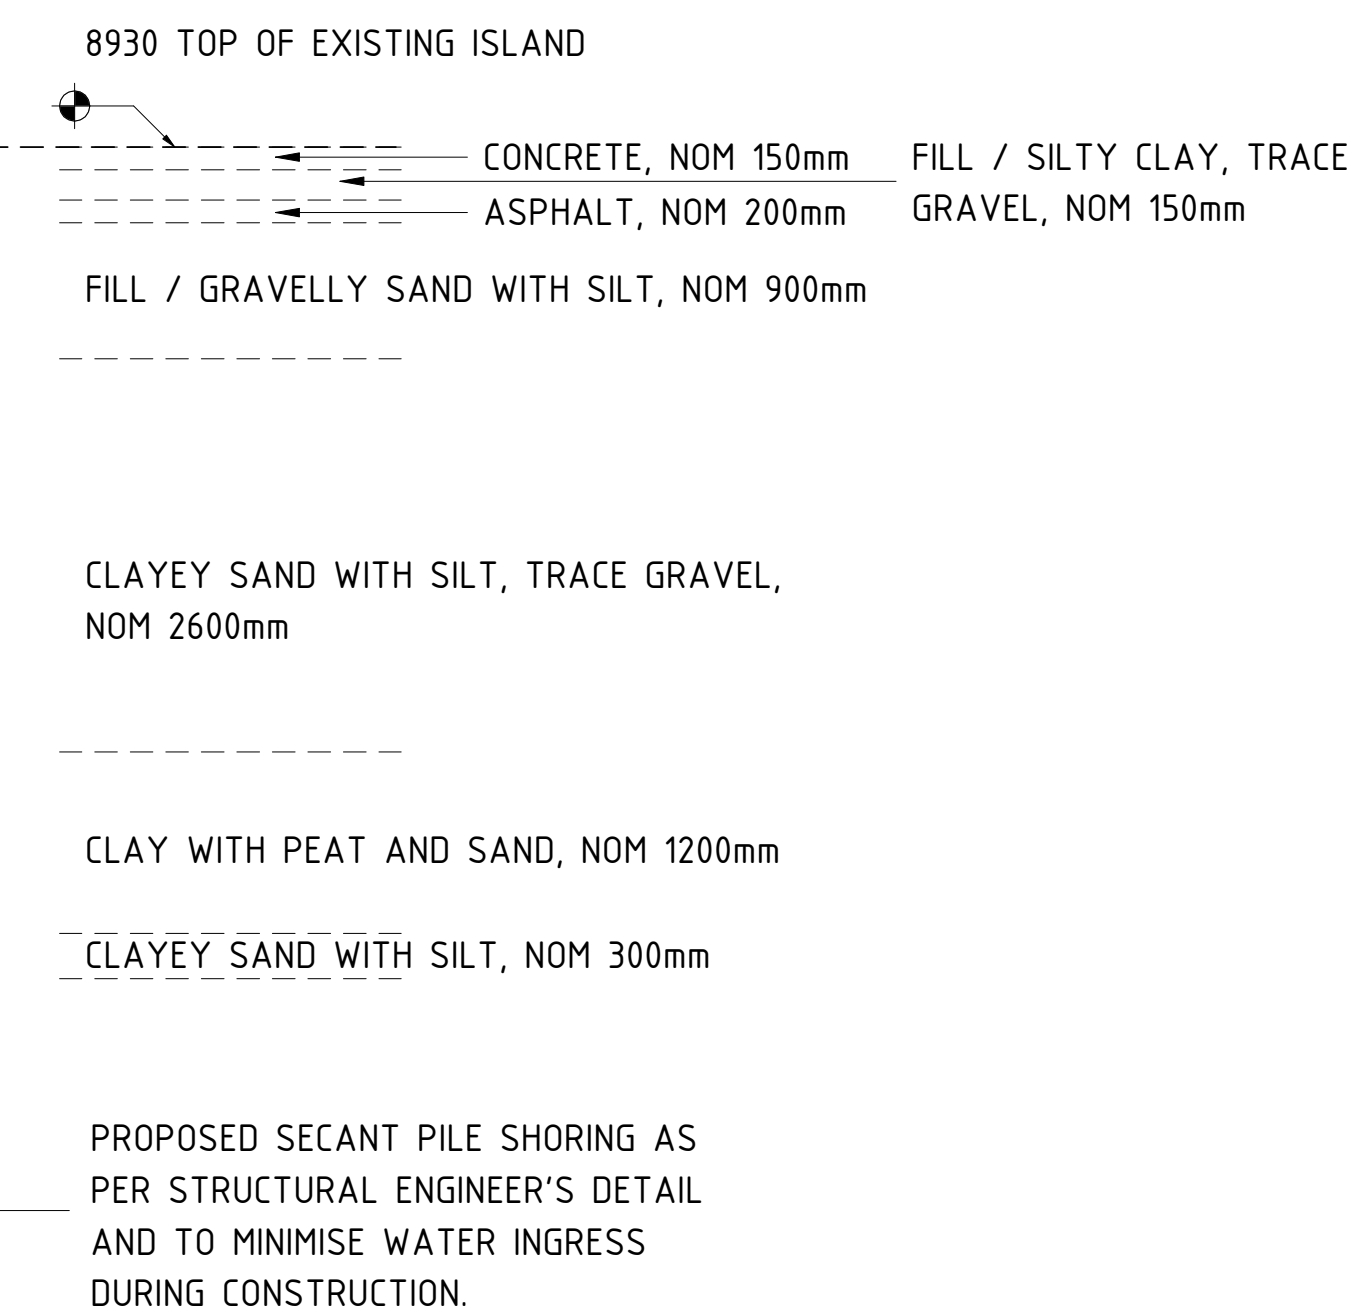 8930 TOP OF EXISTING ISLAND
CONCRETE, NOM 150mm
FILL / SILTY CLAY, TRACE
GRAVEL, NOM 150mm
ASPHALT, NOM 200mm
FILL / GRAVELLY SAND WITH SILT, NOM 900mm
CLAYEY SAND WITH SILT, TRACE GRAVEL,
NOM 2600mm
CLAY WITH PEAT AND SAND, NOM 1200mm
CLAYEY SAND WITH SILT, NOM 300mm
PROPOSED SECANT PILE SHORING AS
PER STRUCTURAL ENGINEER'S DETAIL
AND TO MINIMISE WATER INGRESS
DURING CONSTRUCTION.